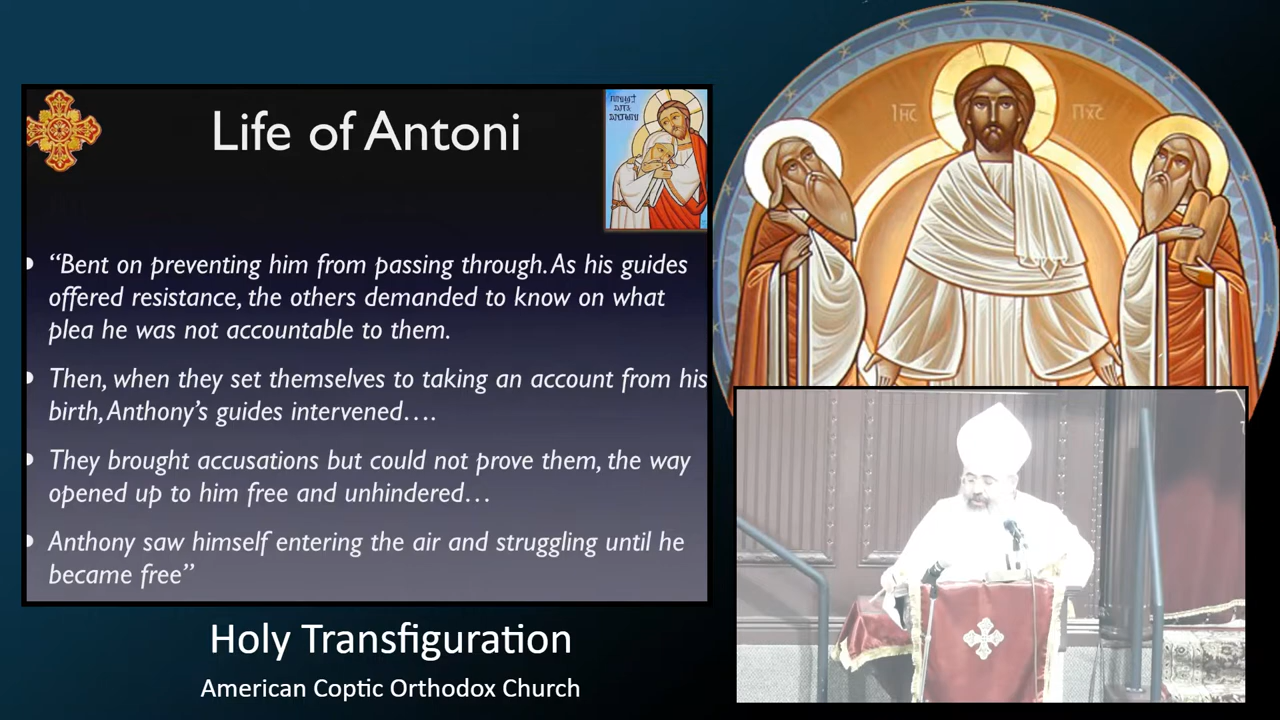 Life of Antoni
• “Bent on preventing him from passing through. As his guides
offered resistance, the others demanded to know on what
plea he was not accountable to them.
• Then, when they set themselves to taking an account from his
birth, Anthony’s guides intervened….
• They brought accusations but could not prove them, the way
opened up to him free and unhindered…
• Anthony saw himself entering the air and struggling until he
became free”
Holy Transfiguration
American Coptic Orthodox Church